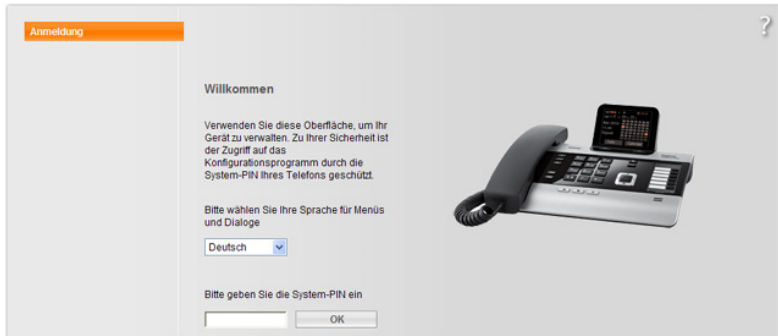 Anmeldung
?
Willkommen
Verwenden Sie diese Oberfläche, um Ihr
Gerät zu verwalten. Zu Ihrer Sicherheit ist
der Zugriff auf das
Konfigurationsprogramm durch die
System-PIN Ihres Telefons geschützt.
Bitte wählen Sie Ihre Sprache für Menüs
und Dialoge
Deutsch
Bitte geben Sie die System-PIN ein
OK